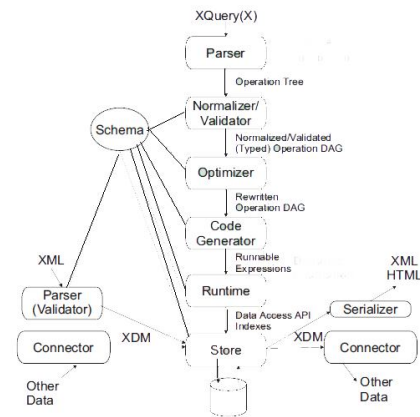 XQuery(X)
Parser
Operation Tree
Normalizer/
Validator
Schema
Normalized/Validated
(Typed) Operation DAG
Optimizer
Rewritten
Operation DAG
Code
Generator
Runnable
Expressions
XML
XML
HTML
Parser
(Validator)
Runtime
Data Access API
Indexes
Serializer
XDM
XDM
Connector
Store
Connector
Other
Data
Other
Data